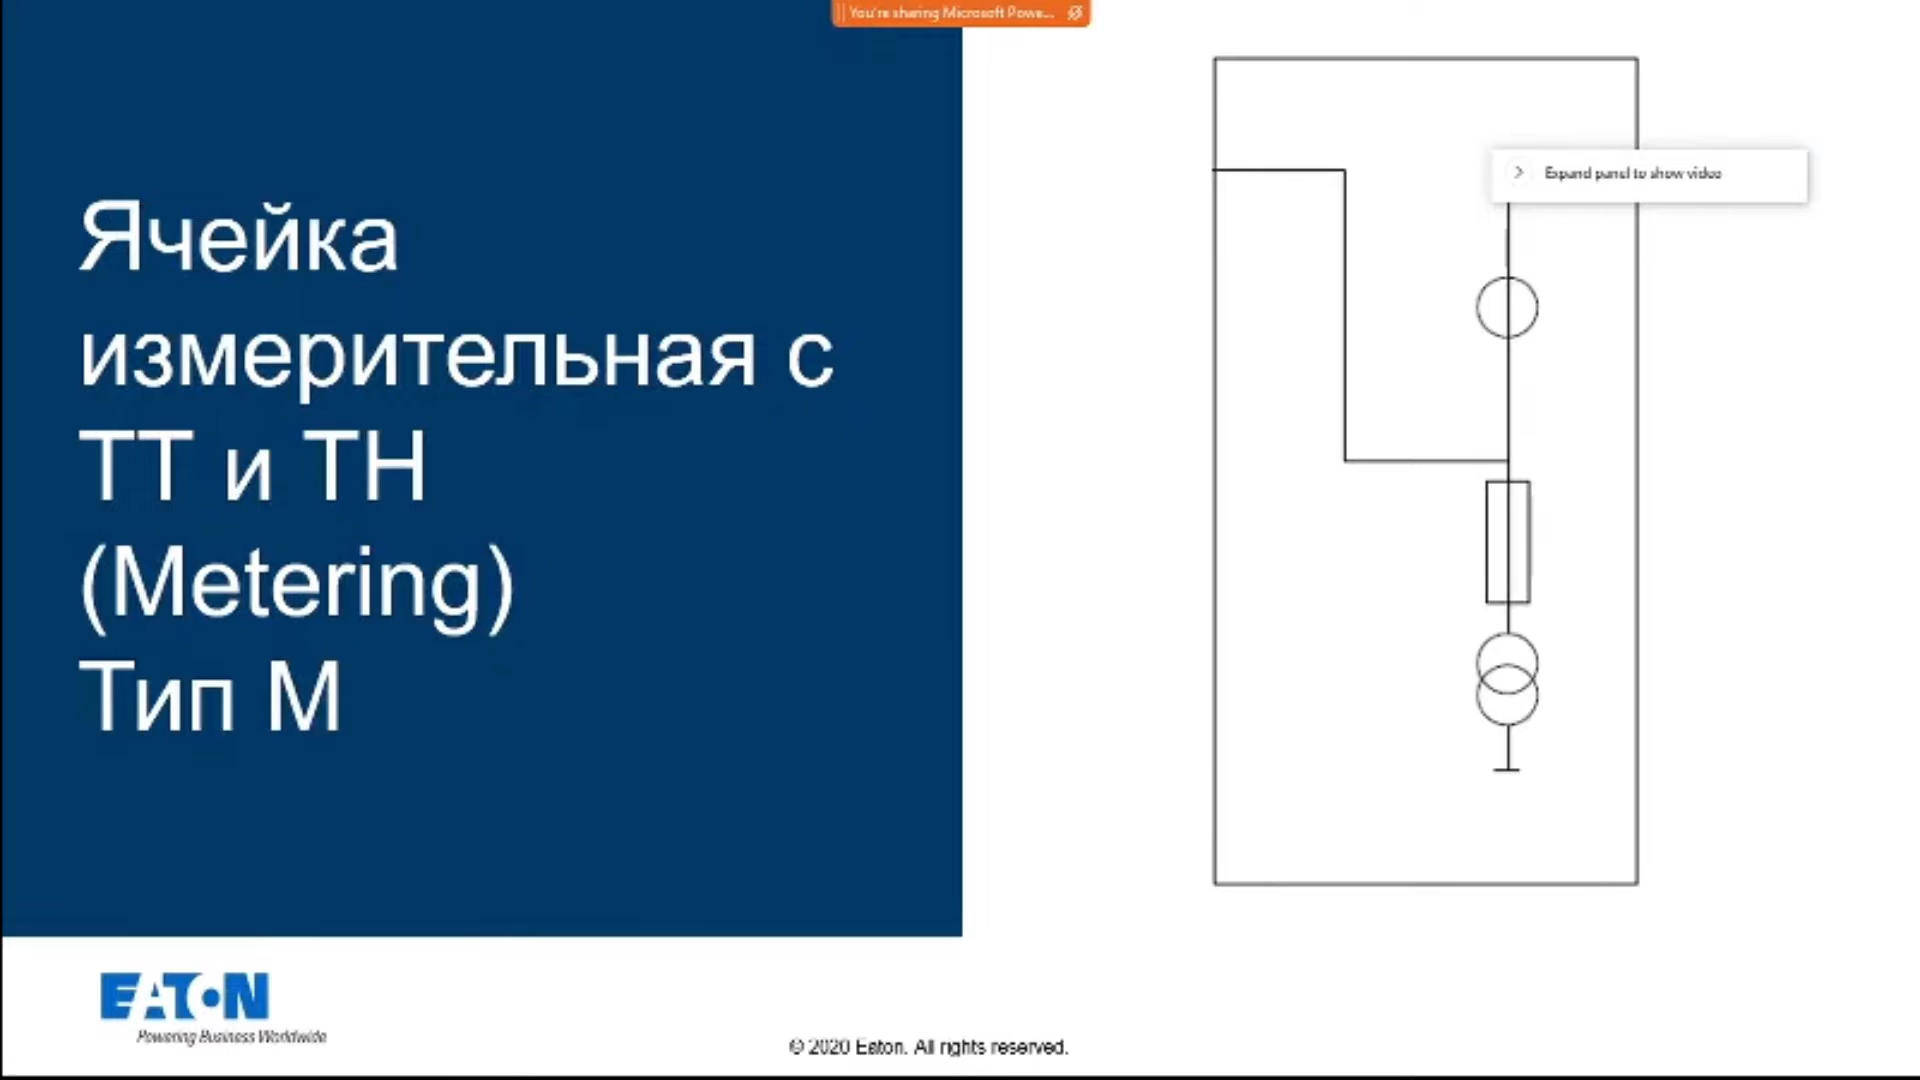 You're sharing Microsoft Powe...
Expand panel to show video
Ячейка
измерительная с
ТТ и ТН
(Metering)
Тип М
EATON
Powering Business Worldwide
© 2020 Eaton. All rights reserved.